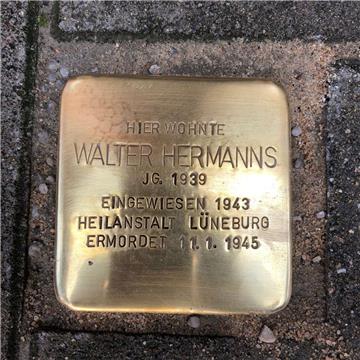 HIER WOHNTE
WALTER HERMANNS
JG. 1939
EINGEWIESEN 1943
HEILANSTALT LÜNEBURG
ERMORDET 11.1.1945